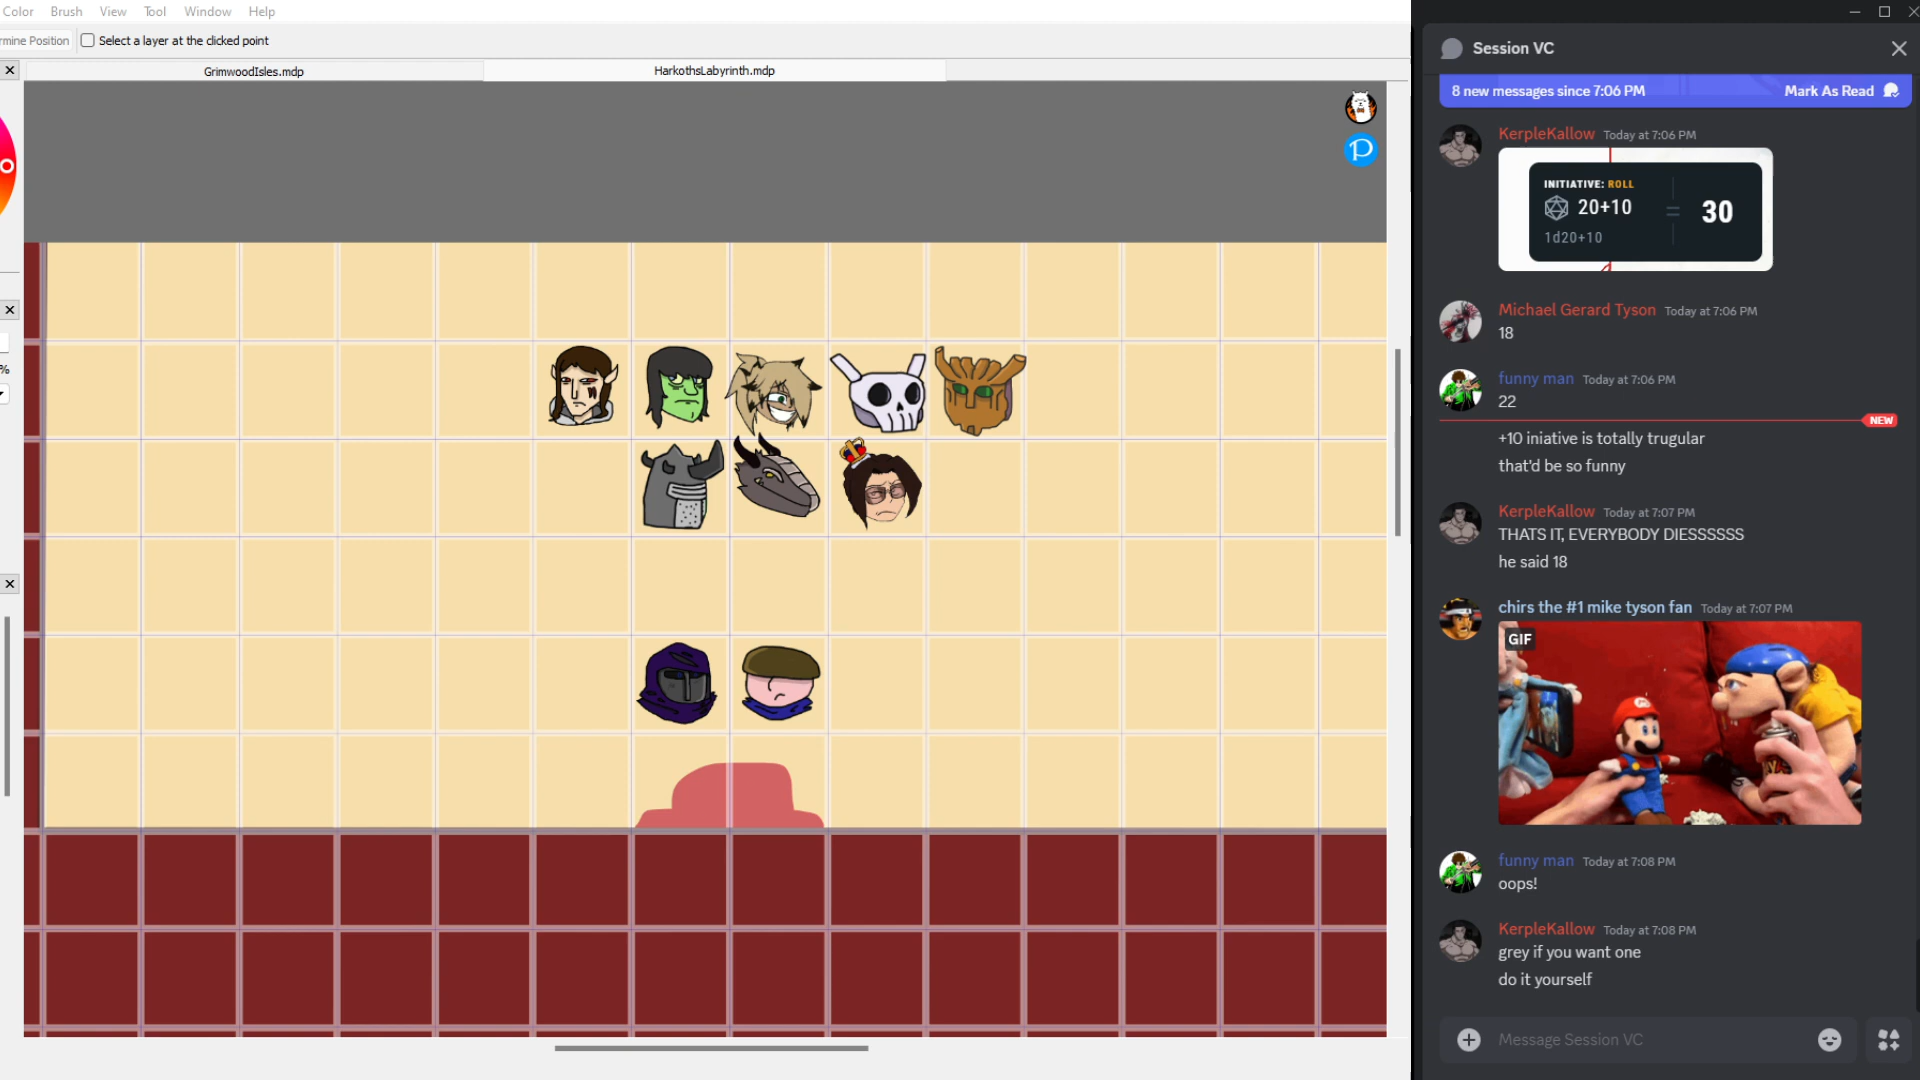 Color Brush View Tool Window Help
rmine Position Select a layer at the clicked point
GrimwoodIsles.mdp HarkothsLabyrinth.mdp
%
Session VC
8 new messages since 7:06 PM Mark As Read
KerpleKallow Today at 7:06 PM
INITIATIVE: ROLL
20+10 = 30
1d20+10
Michael Gerard Tyson Today at 7:06 PM
18
funny man Today at 7:06 PM
22
NEW
+10 iniative is totally trugular
that'd be so funny
KerpleKallow Today at 7:07 PM
THATS IT, EVERYBODY DIESSSSSS
he said 18
chirs the #1 mike tyson fan Today at 7:07 PM
GIF
funny man Today at 7:08 PM
oops!
KerpleKallow Today at 7:08 PM
grey if you want one
do it yourself
Message Session VC